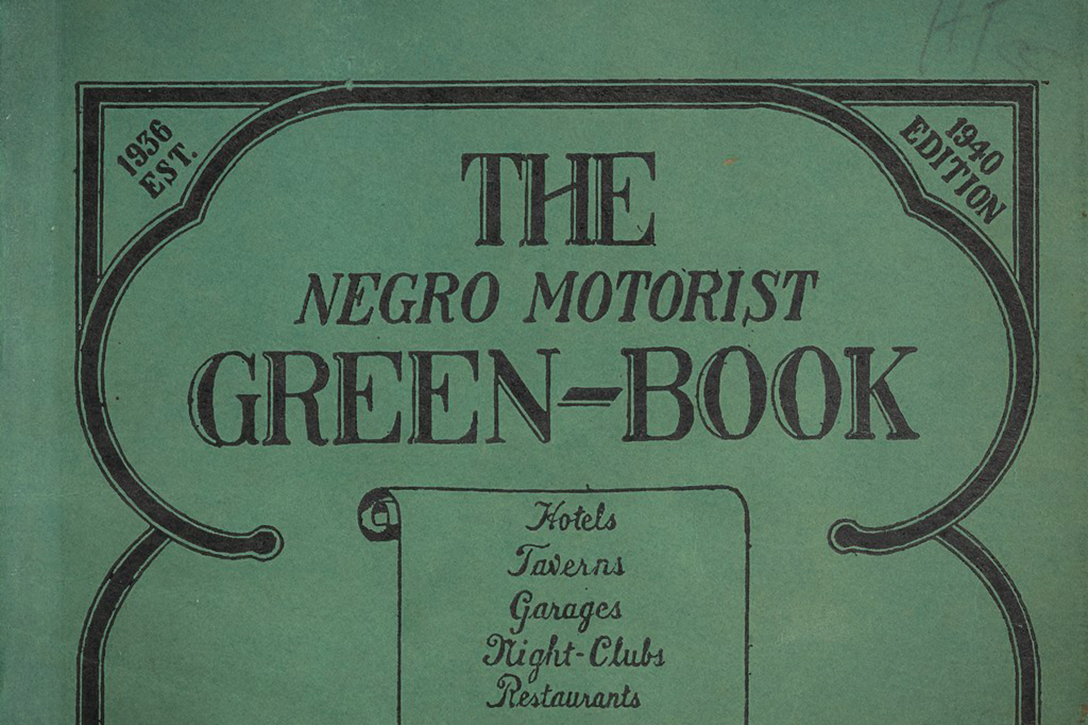 1936
EST.
1940
EDITION
THE
NEGRO MOTORIST
GREEN-BOOK
Hotels
Taverns
Garages
Night-Clubs
Restaurants